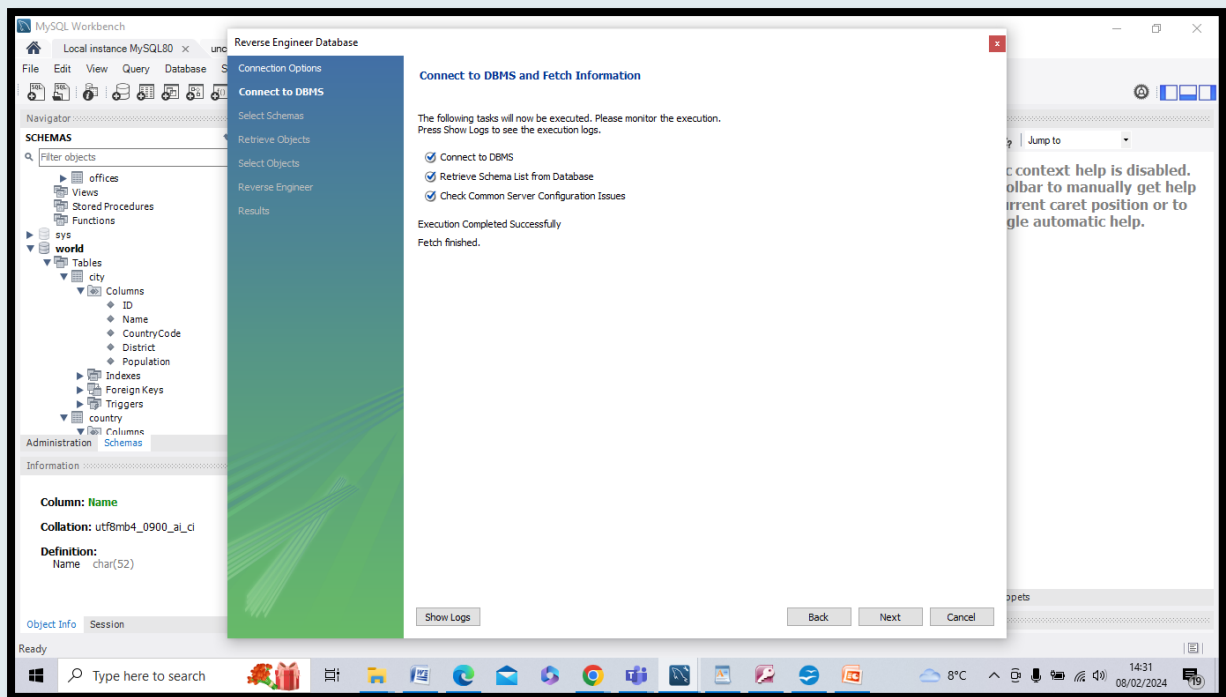 MySQL Workbench
Local instance MySQL80
unc
File Edit View Query Database S
Navigator
SCHEMAS
Filter objects
offices
Views
Stored Procedures
Functions
sys
world
Tables
city
Columns
ID
Name
CountryCode
District
Population
Indexes
Foreign Keys
Triggers
country
Columns
Administration Schemas
Information
Column: Name
Collation: utf8mb4_0900_ai_ci
Definition:
Name char(52)
Object Info Session
Ready
Reverse Engineer Database
Connection Options
Connect to DBMS
Select Schemas
Retrieve Objects
Select Objects
Reverse Engineer
Results
Connect to DBMS and Fetch Information
The following tasks will now be executed. Please monitor the execution.
Press Show Logs to see the execution logs.
Connect to DBMS
Retrieve Schema List from Database
Check Common Server Configuration Issues
Execution Completed Successfully
Fetch finished.
Show Logs Back Next Cancel
Jump to
c context help is disabled.
olbar to manually get help
urrent caret position or to
gle automatic help.
ppets
Type here to search
8°C
14:31
08/02/2024
19